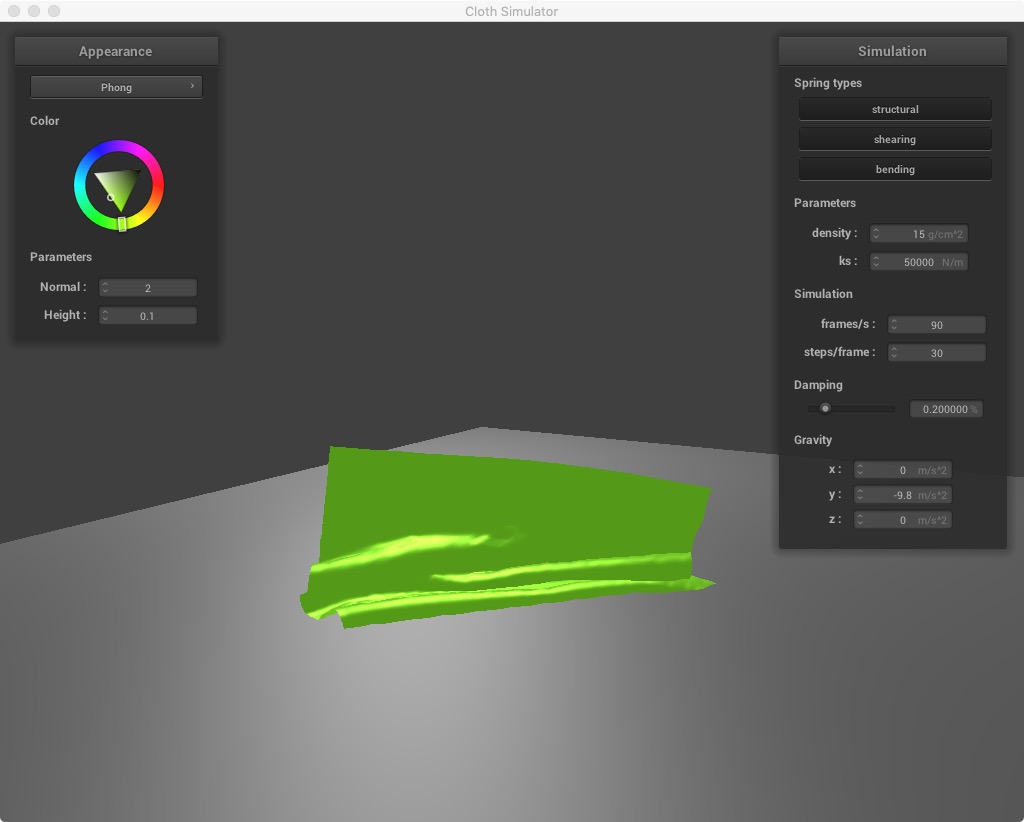 Cloth Simulator
Appearance
Phong
Color
Parameters
Normal : 2
Height : 0.1
Simulation
Spring types
structural
shearing
bending
Parameters
density : 15 g/cm^2
ks : 50000 N/m
Simulation
frames/s : 90
steps/frame : 30
Damping
0.200000 %
Gravity
x : 0 m/s^2
y : -9.8 m/s^2
z : 0 m/s^2